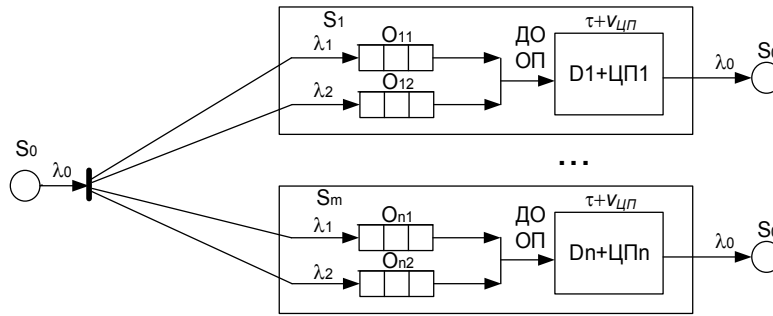 S1
τ+vЦП
λ1
O11
ДО
ОП
D1+ЦП1
λ0
λ2
O12
S0
λ0
...
Sm
τ+vЦП
λ1
On1
ДО
ОП
Dn+ЦПn
λ0
λ2
On2